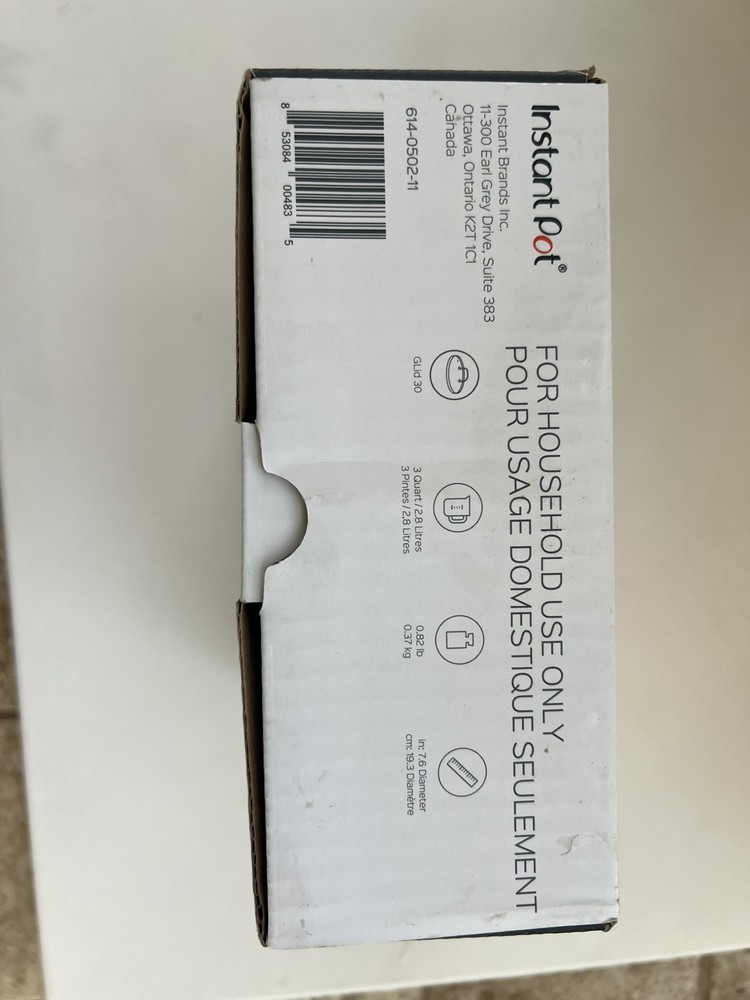 Instant Pot®
Instant Brands Inc.
11-300 Earl Grey Drive, Suite 383
Ottawa, Ontario K2T 1C1
Canada
614-0502-11
8 53084 00483 5
FOR HOUSEHOLD USE ONLY
POUR USAGE DOMESTIQUE SEULEMENT
GLid 30
3 Quart / 2,8 Litres
3 Pintes / 2,8 Litres
0.82 lb
0.37 kg
in: 7.6 Diameter
cm: 19.3 Diamètre